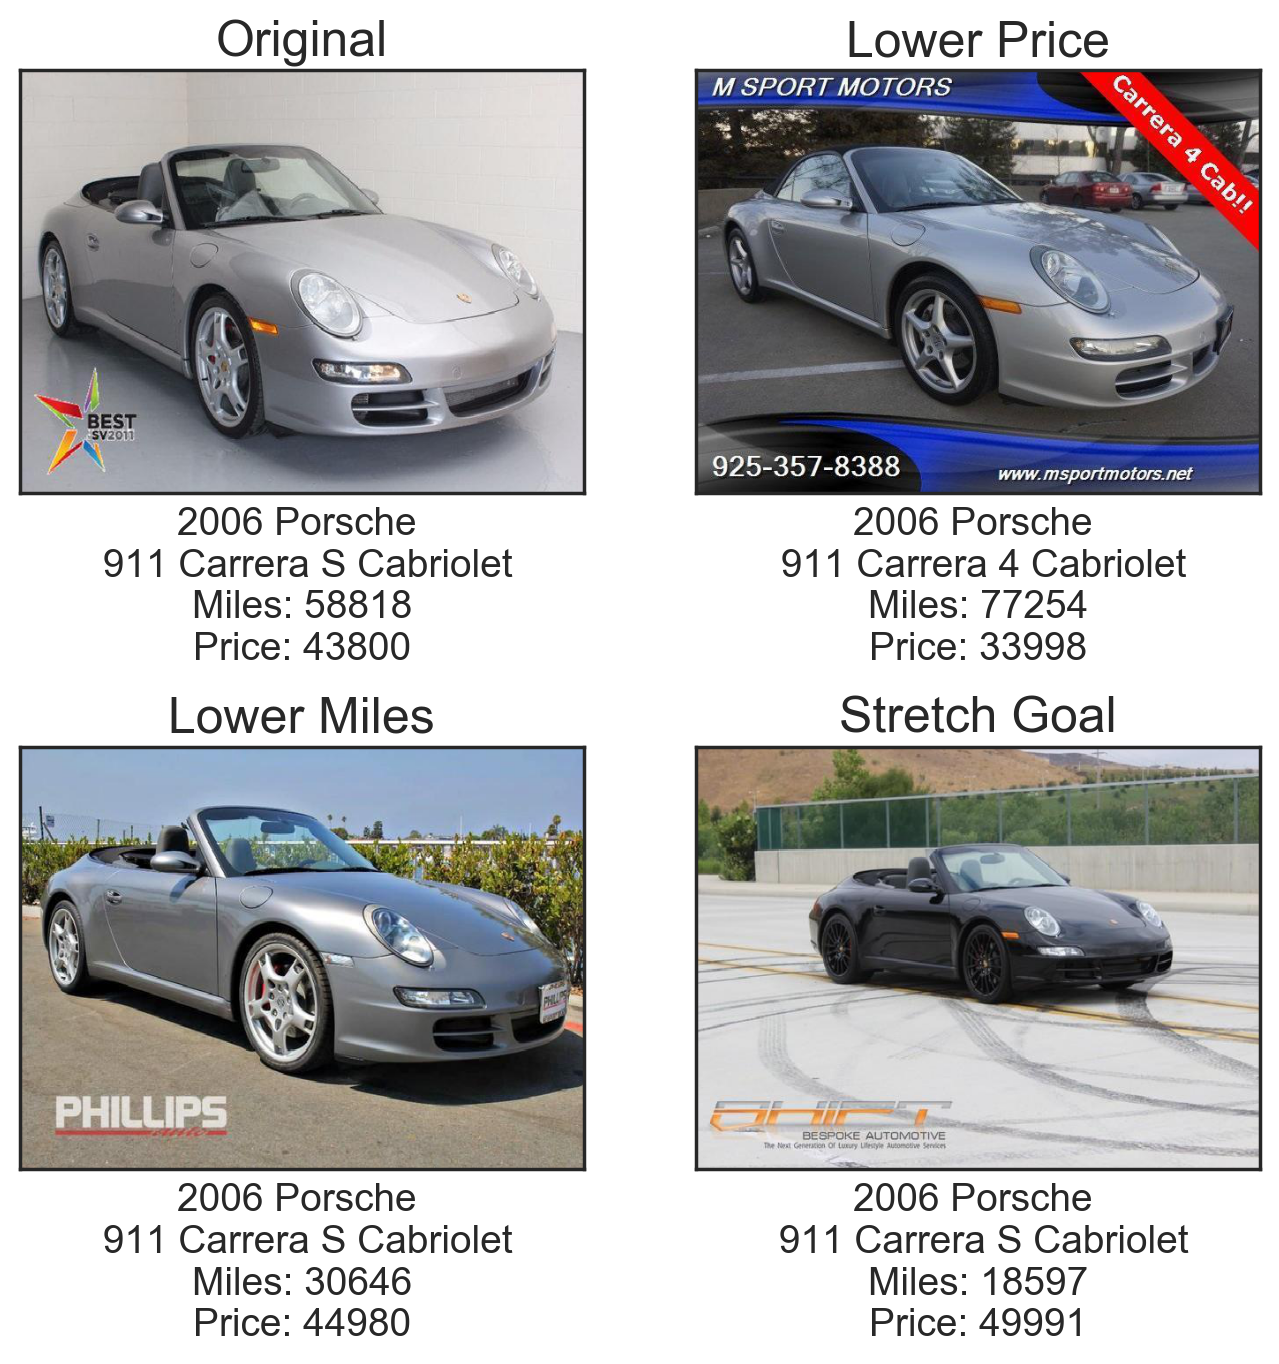 Original
BEST
SV2011
2006 Porsche
911 Carrera S Cabriolet
Miles: 58818
Price: 43800
Lower Price
M SPORT MOTORS
Carrera 4 Cab!!
925-357-8388
www.msportmotors.net
2006 Porsche
911 Carrera 4 Cabriolet
Miles: 77254
Price: 33998
Lower Miles
PHILLIPS
PHILLIPS
auto
2006 Porsche
911 Carrera S Cabriolet
Miles: 30646
Price: 44980
Stretch Goal
SHIFT
BESPOKE AUTOMOTIVE
The Next Generation Of Luxury Lifestyle Automotive Services
2006 Porsche
911 Carrera S Cabriolet
Miles: 18597
Price: 49991